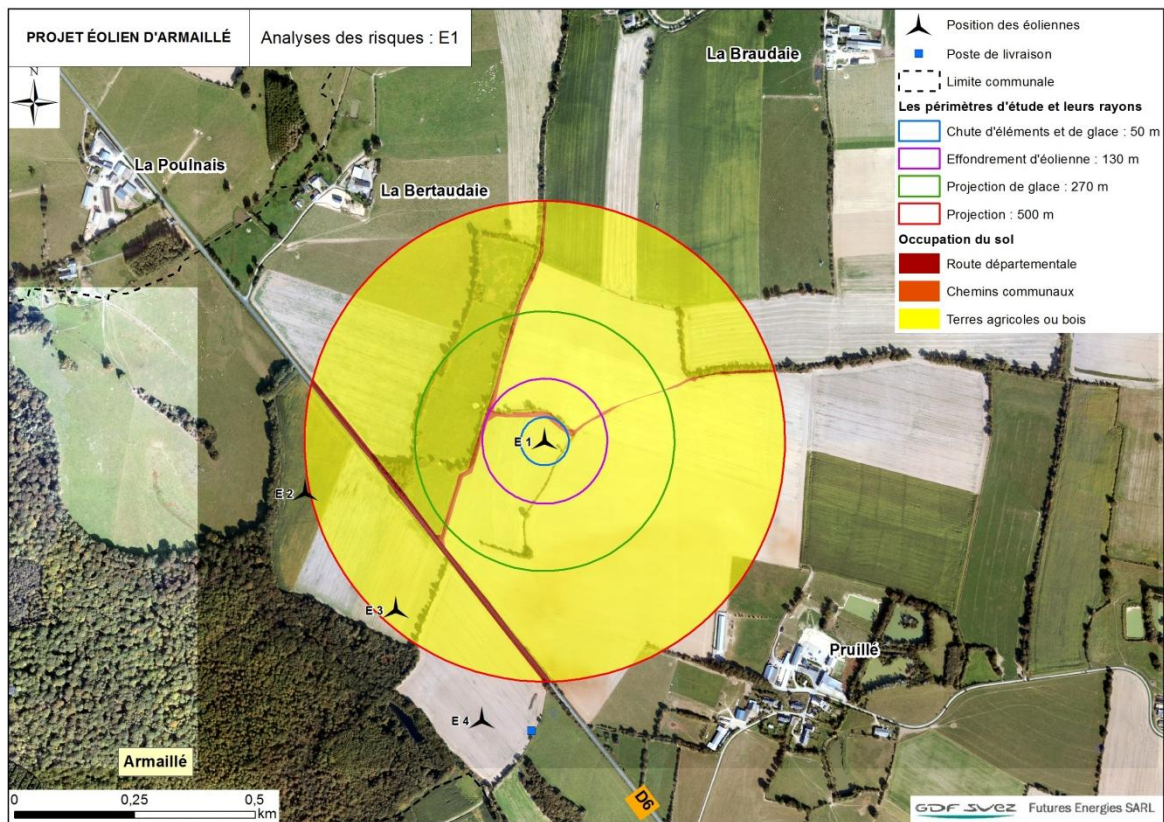 PROJET ÉOLIEN D'ARMAILLÉ
Analyses des risques : E1
N
La Braudaie
La Poulnais
La Bertaudaie
E 1
E 2
E 3
E 4
Pruillé
Armaillé
D6
0
0,25
0,5
km
Position des éoliennes
Poste de livraison
Limite communale
Les périmètres d'étude et leurs rayons
Chute d'éléments et de glace : 50 m
Effondrement d'éolienne : 130 m
Projection de glace : 270 m
Projection : 500 m
Occupation du sol
Route départementale
Chemins communaux
Terres agricoles ou bois
GDF SUEZ Futures Energies SARL